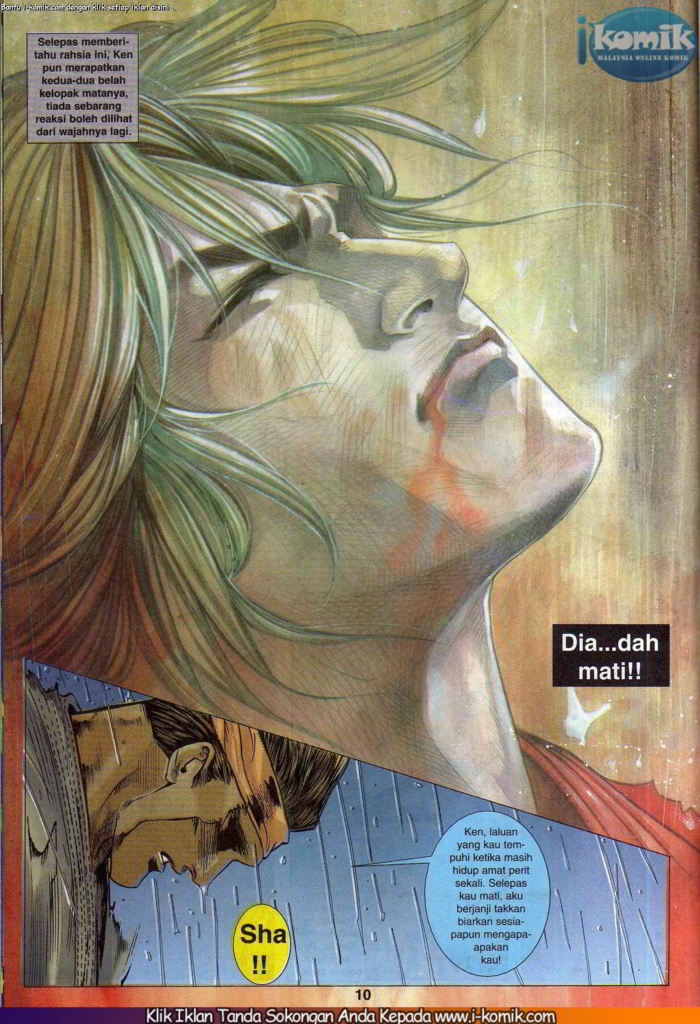 Bantu i-komik.com dengan klik setiap iklan disini...
ikomik
MALAYSIA ONLINE KOMIK
Selepas memberi-
tahu rahsia ini, Ken
pun merapatkan
kedua-dua belah
kelopak matanya,
tiada sebarang
reaksi boleh dilihat
dari wajahnya lagi.
Dia...dah
mati!!
Ken, laluan
yang kau tem-
puhi ketika masih
hidup amat perit
sekali. Selepas
kau mati, aku
berjanji takkan
biarkan sesia-
papun mengapa-
apakan
kau!
Sha
!!
10
Klik Iklan Tanda Sokongan Anda Kepada www.i-komik.com